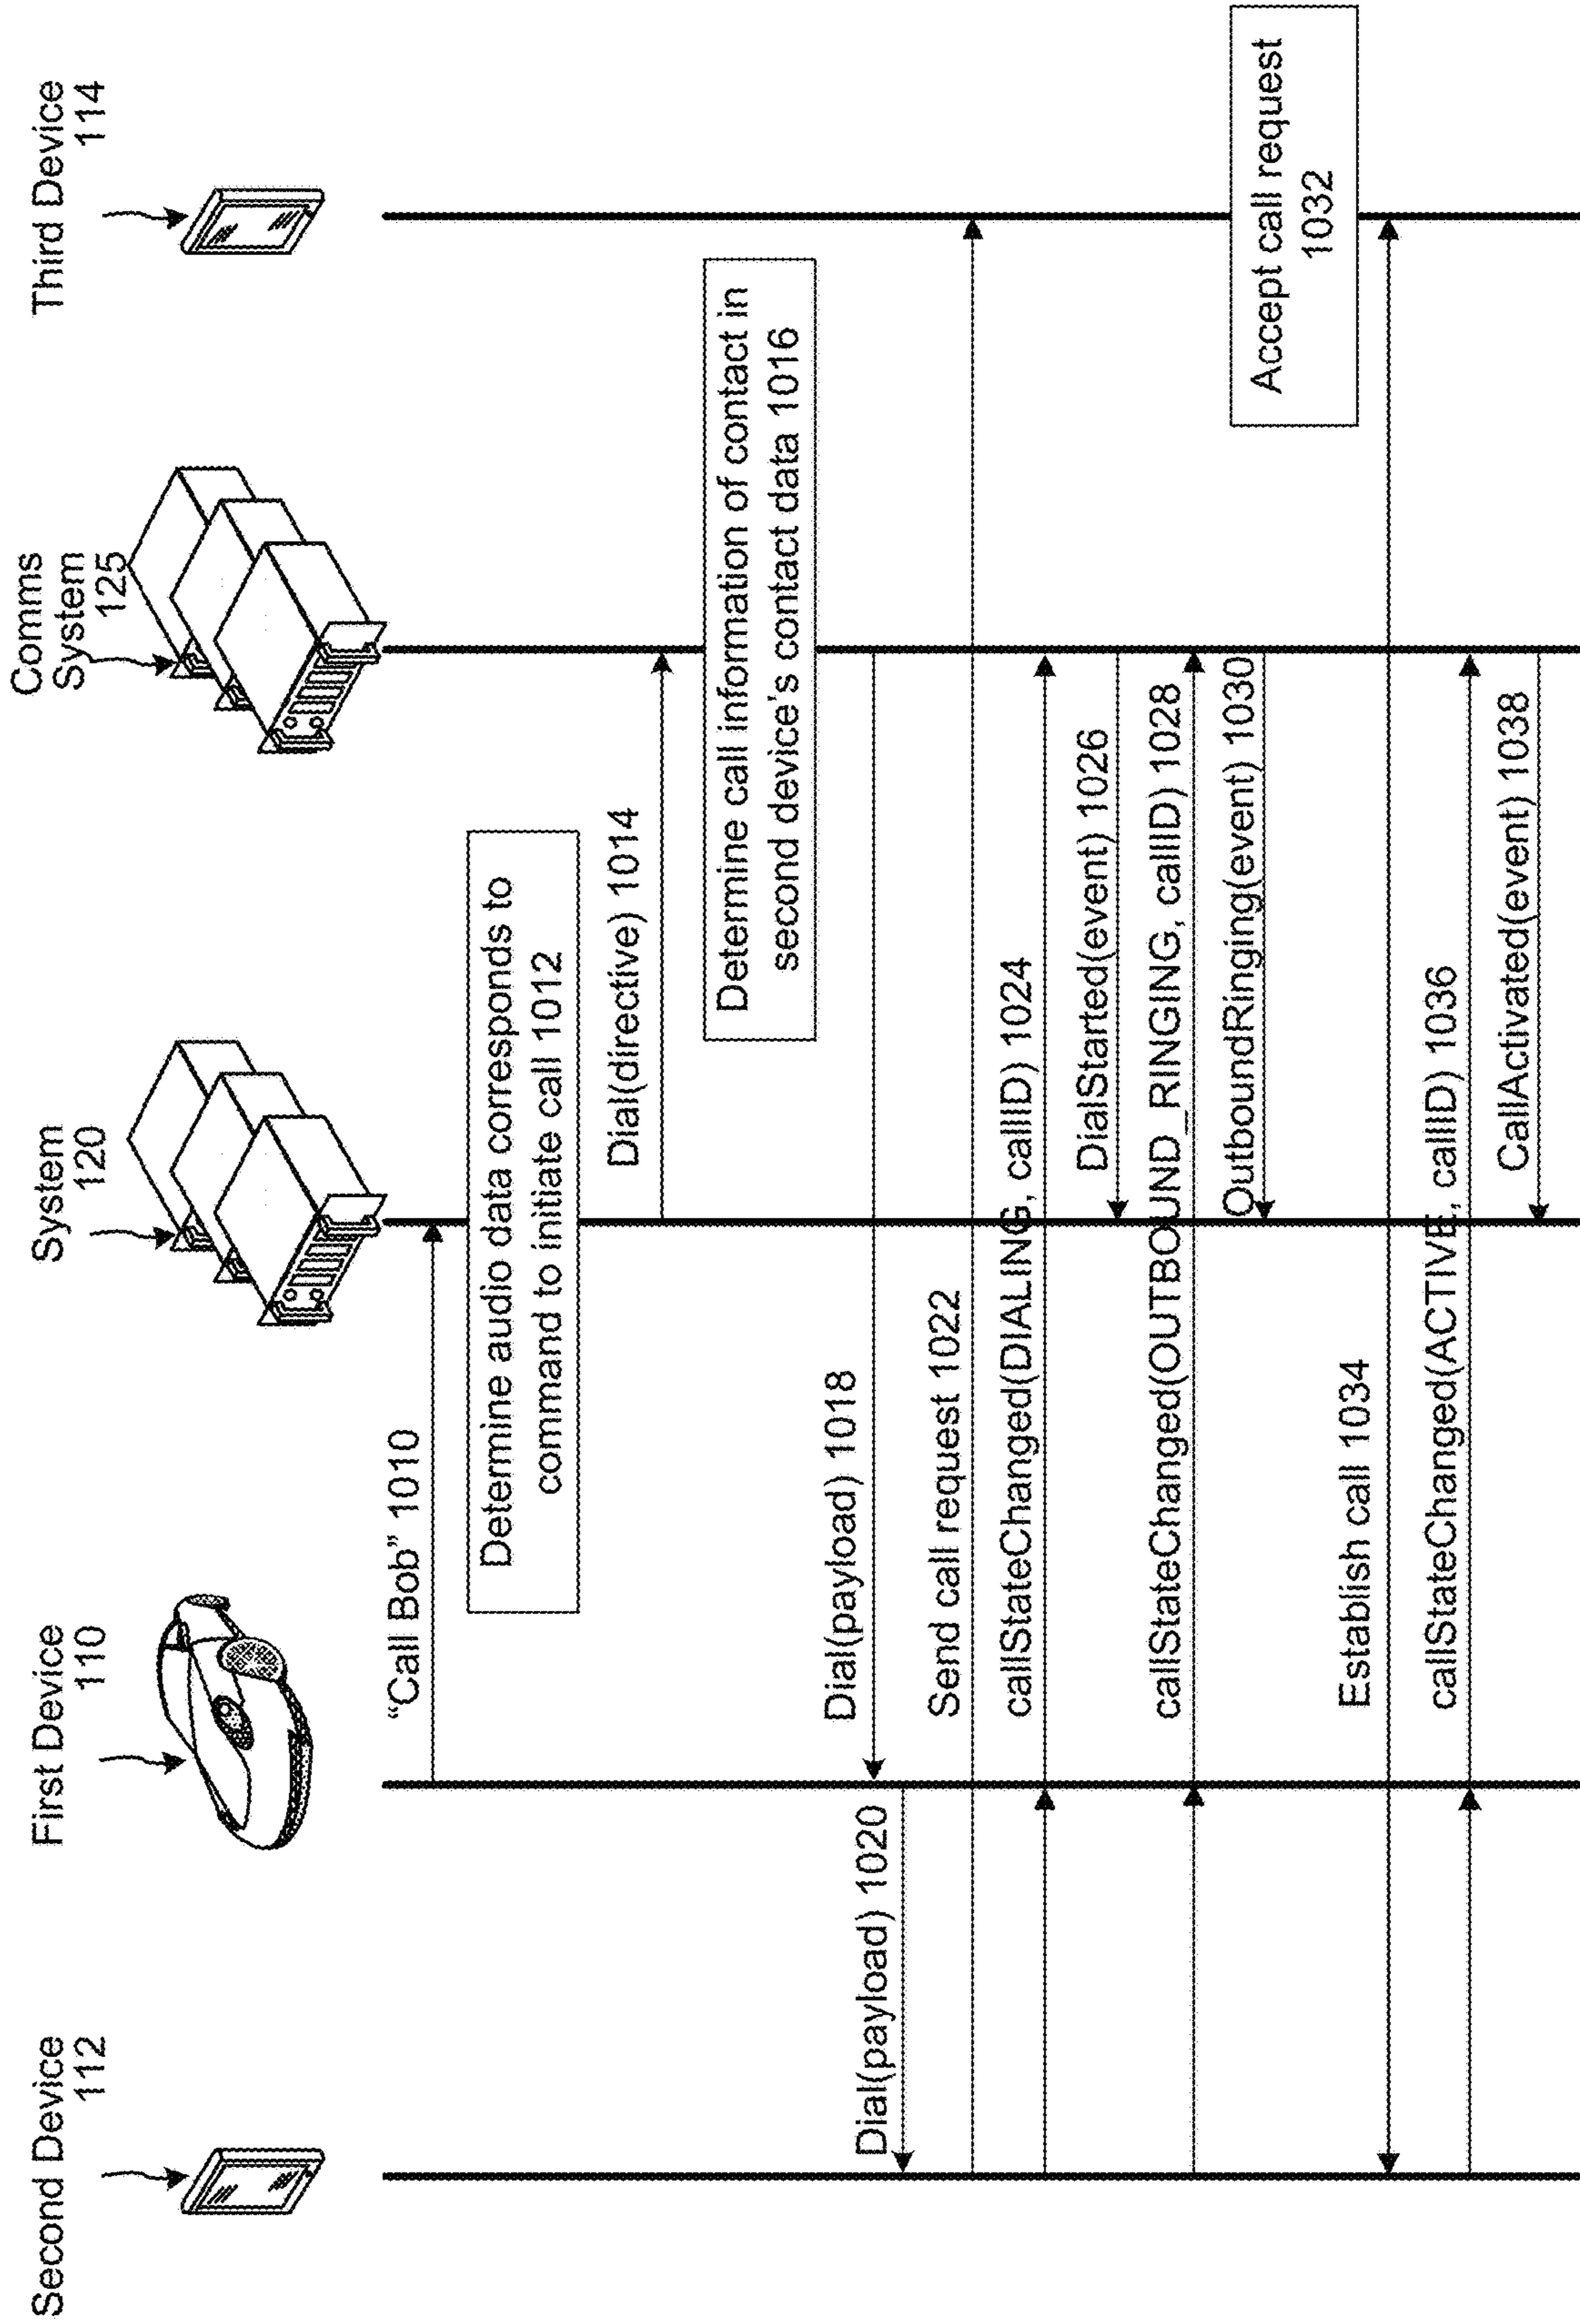 Second Device
112
First Device
110
System
120
Comms
System
125
Third Device
114
“Call Bob” 1010
Determine audio data corresponds to
command to initiate call 1012
Dial(directive) 1014
Determine call information of contact in
second device’s contact data 1016
Dial(payload) 1018
Dial(payload) 1020
Send call request 1022
callStateChanged(DIALING, callID) 1024
DialStarted(event) 1026
callStateChanged(OUTBOUND_RINGING, callID) 1028
OutboundRinging(event) 1030
Accept call request
1032
Establish call 1034
callStateChanged(ACTIVE, callID) 1036
CallActivated(event) 1038